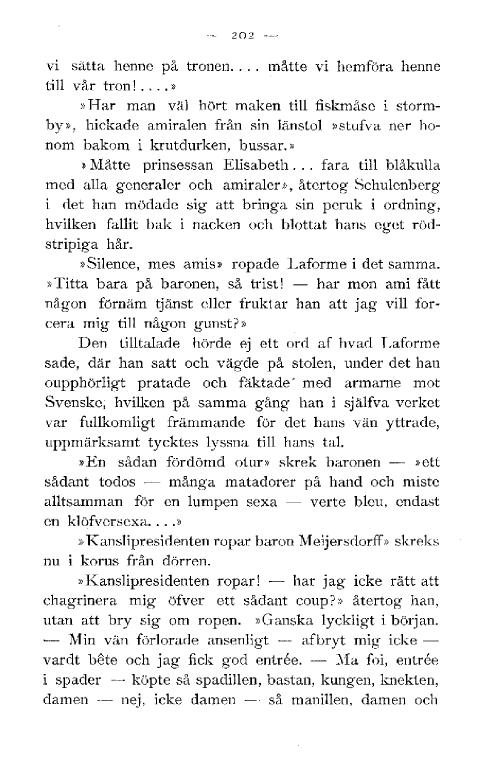 — 202 —
vi sätta henne på tronen.... måtte vi hemföra henne
till vår tron!....»
»Har man väl hört maken till fiskmåse i storm-
by», hickade amiralen från sin länstol »stufva ner ho-
nom bakom i krutdurken, bussar.»
»Måtte prinsessan Elisabeth... fara till blåkulla
med alla generaler och amiraler», återtog Schulenberg
i det han mödade sig att bringa sin peruk i ordning,
hvilken fallit bak i nacken och blottat hans eget röd-
stripiga hår.
»Silence, mes amis» ropade Laforme i det samma.
»Titta bara på baronen, så trist! — har mon ami fått
någon förnäm tjänst eller fruktar han att jag vill for-
cera mig till någon gunst?»
Den tilltalade hörde ej ett ord af hvad Laforme
sade, där han satt och vägde på stolen, under det han
oupphörligt pratade och fäktade med armarne mot
Svenske, hvilken på samma gång han i själfva verket
var fullkomligt främmande för det hans vän yttrade,
uppmärksamt tycktes lyssna till hans tal.
»En sådan fördömd otur» skrek baronen — »ett
sådant todos — många matadorer på hand och miste
alltsamman för en lumpen sexa — verte bleu, endast
en klöfversexa....»
»Kanslipresidenten ropar baron Meijersdorff» skreks
nu i korus från dörren.
»Kanslipresidenten ropar! — har jag icke rätt att
chagrinera mig öfver ett sådant coup?» återtog han,
utan att bry sig om ropen. »Ganska lyckligt i början.
— Min vän förlorade ansenligt — afbryt mig icke —
vardt bête och jag fick god entrée. — Ma foi, entrée
i spader — köpte så spadillen, bastan, kungen, knekten,
damen — nej, icke damen — så manillen, damen och